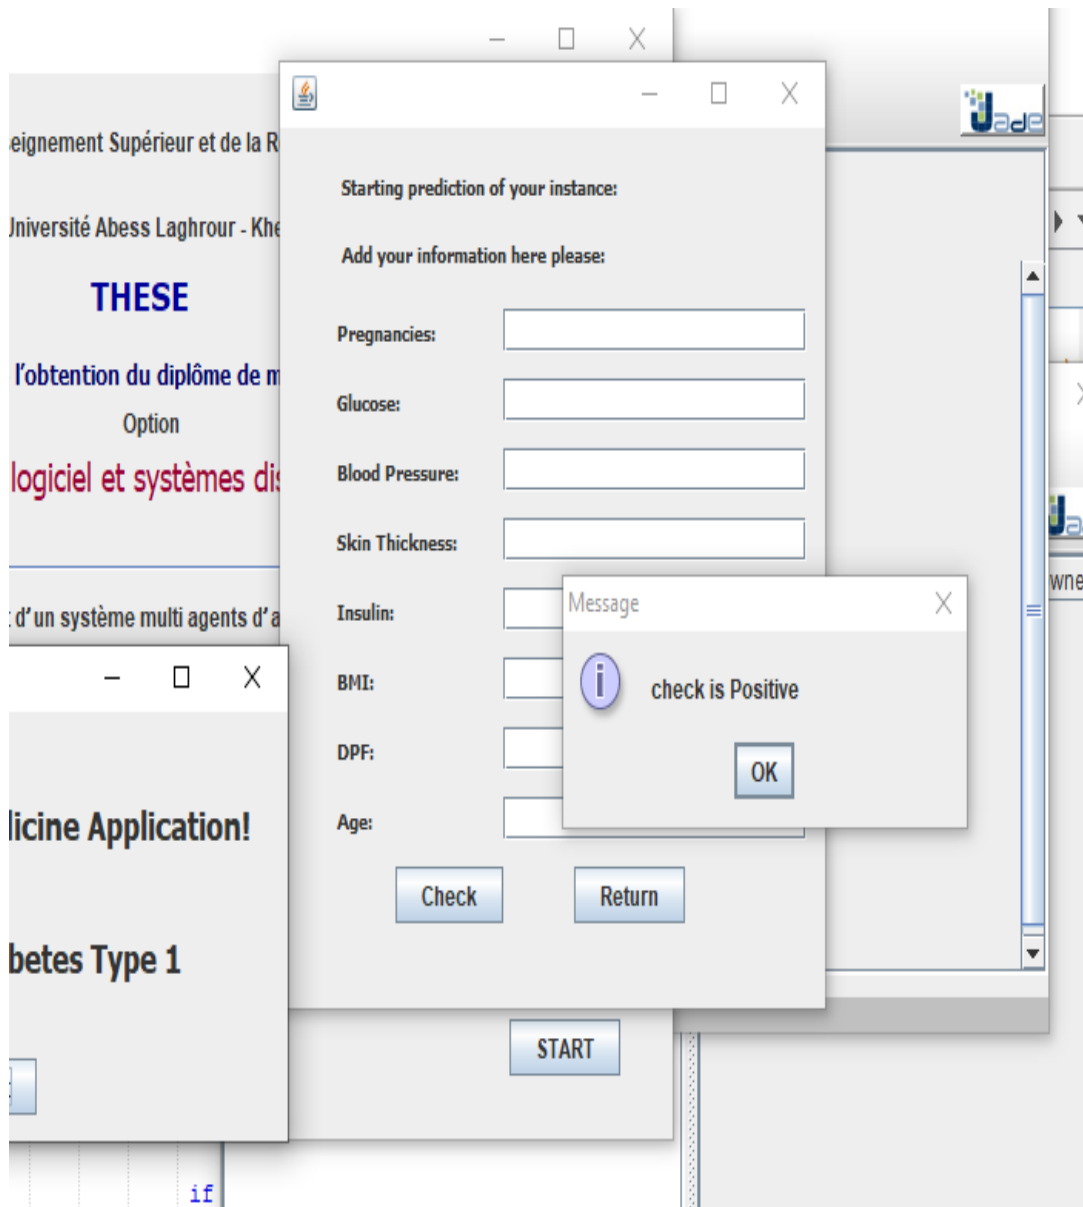 eignement Supérieur et de la R
Université Abess Laghrour - Khe
THESE
l'obtention du diplôme de m
Option
logiciel et systèmes dis
d'un système multi agents d'a
licine Application!
betes Type 1
Starting prediction of your instance:
Add your information here please:
Pregnancies:
Glucose:
Blood Pressure:
Skin Thickness:
Insulin:
BMI:
DPF:
Age:
Check
Return
Message
check is Positive
OK
START
Jade
wne
if